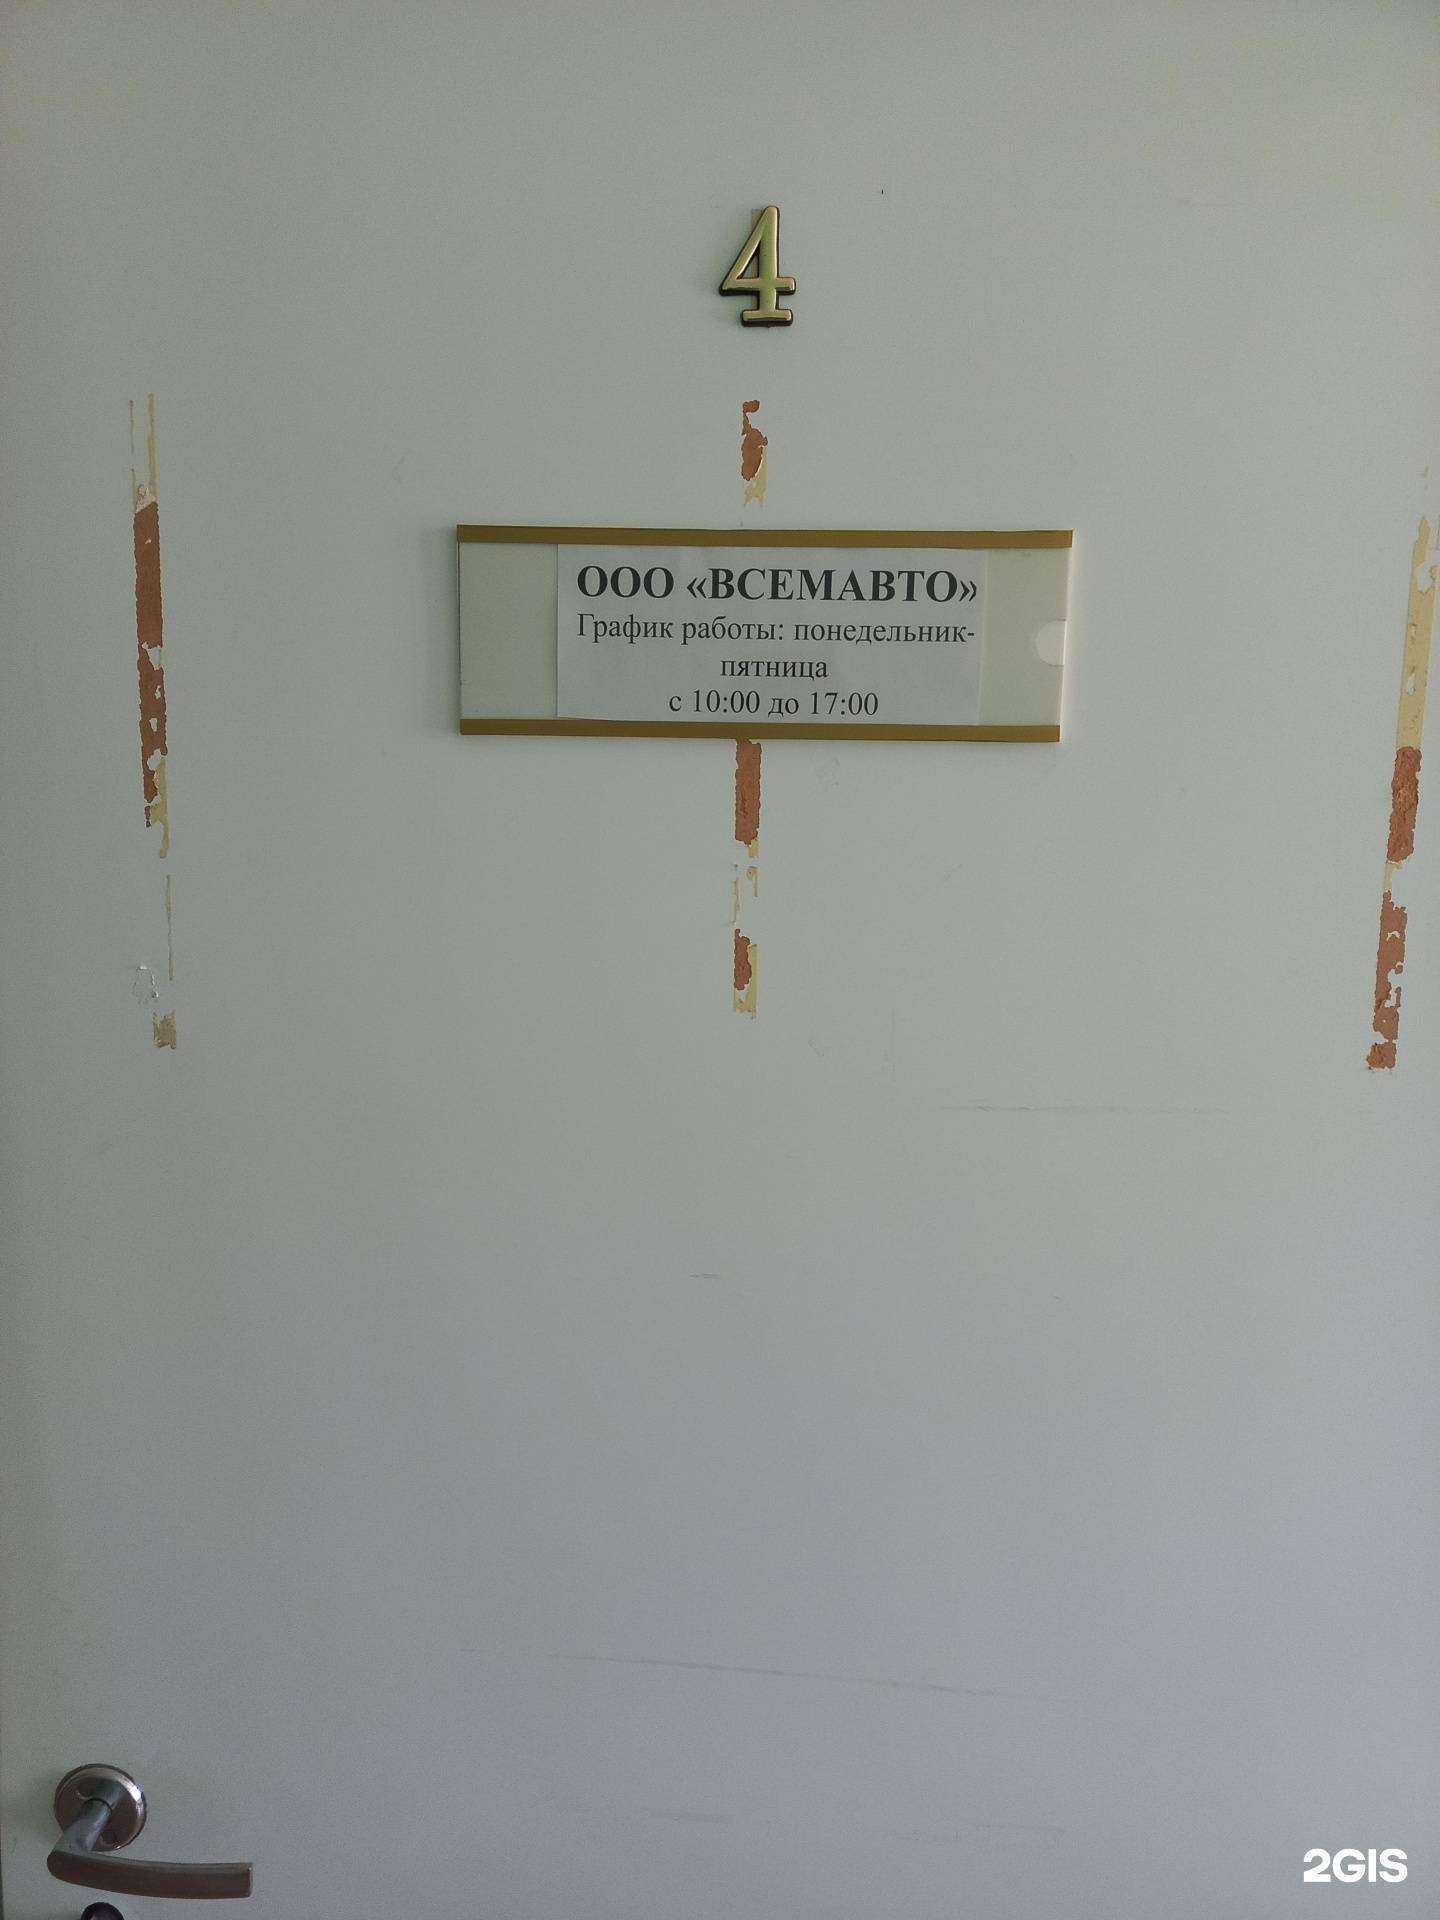 4
ООО «ВСЕМАВТО»
График работы: понедельник-
пятница
с 10:00 до 17:00
2GIS